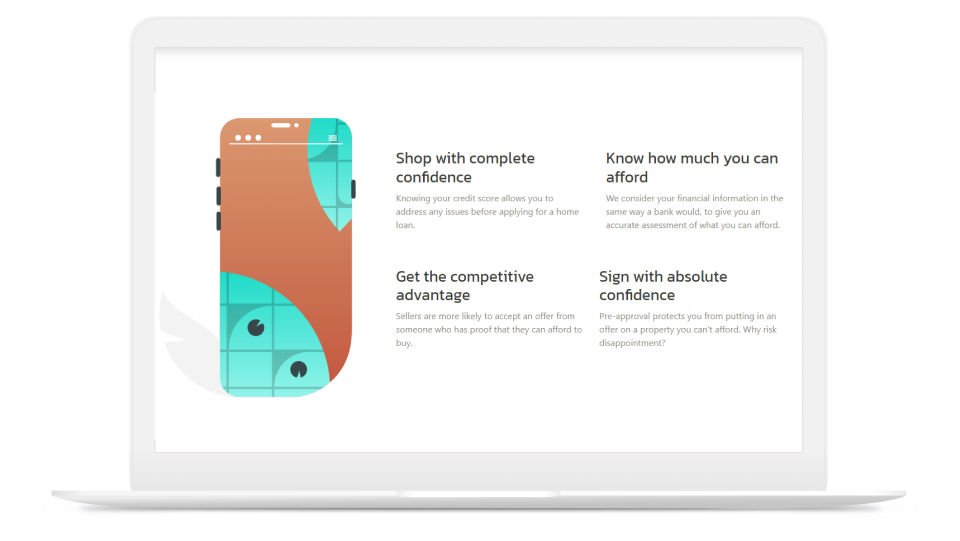 Shop with complete
confidence
Knowing your credit score allows you to
address any issues before applying for a home
loan.
Know how much you can
afford
We consider your financial information in the
same way a bank would, to give you an
accurate assessment of what you can afford.
Get the competitive
advantage
Sellers are more likely to accept an offer from
someone who has proof that they can afford to
buy.
Sign with absolute
confidence
Pre-approval protects you from putting in an
offer on a property you can't afford. Why risk
disappointment?